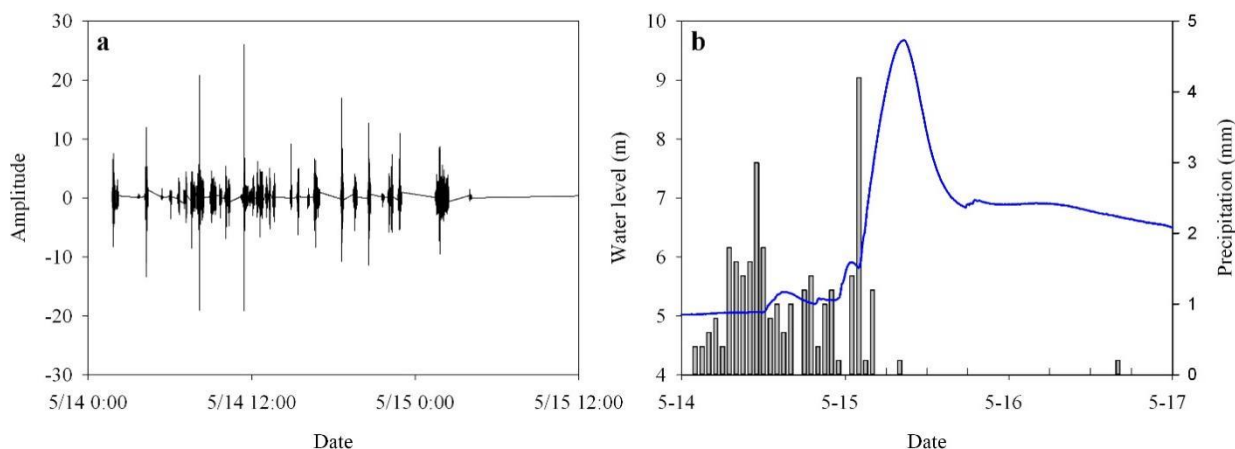 a
30
20
10
0
-10
-20
-30
Amplitude
5/14 0:00 5/14 12:00 5/15 0:00 5/15 12:00
Date
b
10
9
8
7
6
5
4
Water level (m)
5
4
3
2
1
0
Precipitation (mm)
5-14 5-15 5-16 5-17
Date